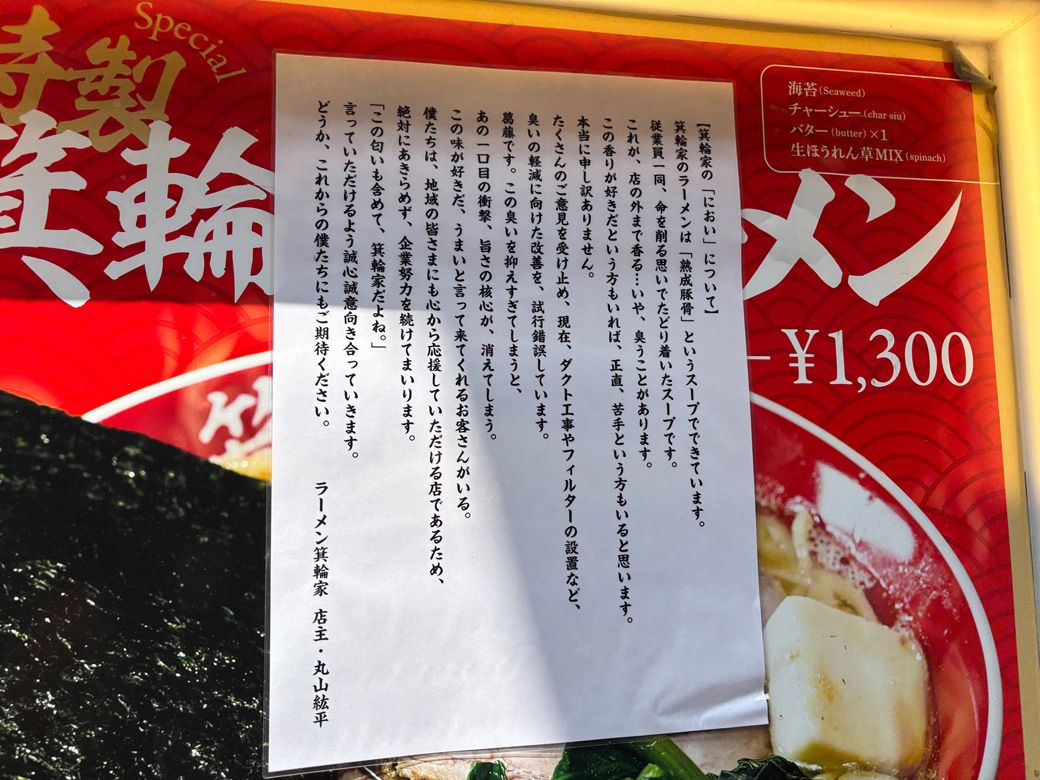 Special
特製
箕輪
メン
海苔(Seaweed)
チャーシュー(char siu)
バター(butter)×1
生ほうれん草MIX(spinach)
¥1,300
【箕輪家の「におい」について】
箕輪家のラーメンは「熟成豚骨」というスープでできています。
従業員一同、命を削る思いでたどり着いたスープです。
これが、店の外まで香る…いや、臭うことがあります。
この香りが好きだという方もいれば、正直、苦手という方もいると思います。
本当に申し訳ありません。
たくさんのご意見を受け止め、現在、ダクト工事やフィルターの設置など、
臭いの軽減に向けた改善を、試行錯誤しています。
葛藤です。この臭いを抑えすぎてしまうと、
あの一口目の衝撃、旨さの核心が、消えてしまう。
この味が好きだ、うまいと言って来てくれるお客さんがいる。
僕たちは、地域の皆さまにも心から応援していただける店であるため、
絶対にあきらめず、企業努力を続けてまいります。
「この匂いも含めて、箕輪家だよね。」
言っていただけるよう誠心誠意向き合っていきます。
どうか、これからの僕たちにもご期待ください。
ラーメン箕輪家 店主・丸山紘平